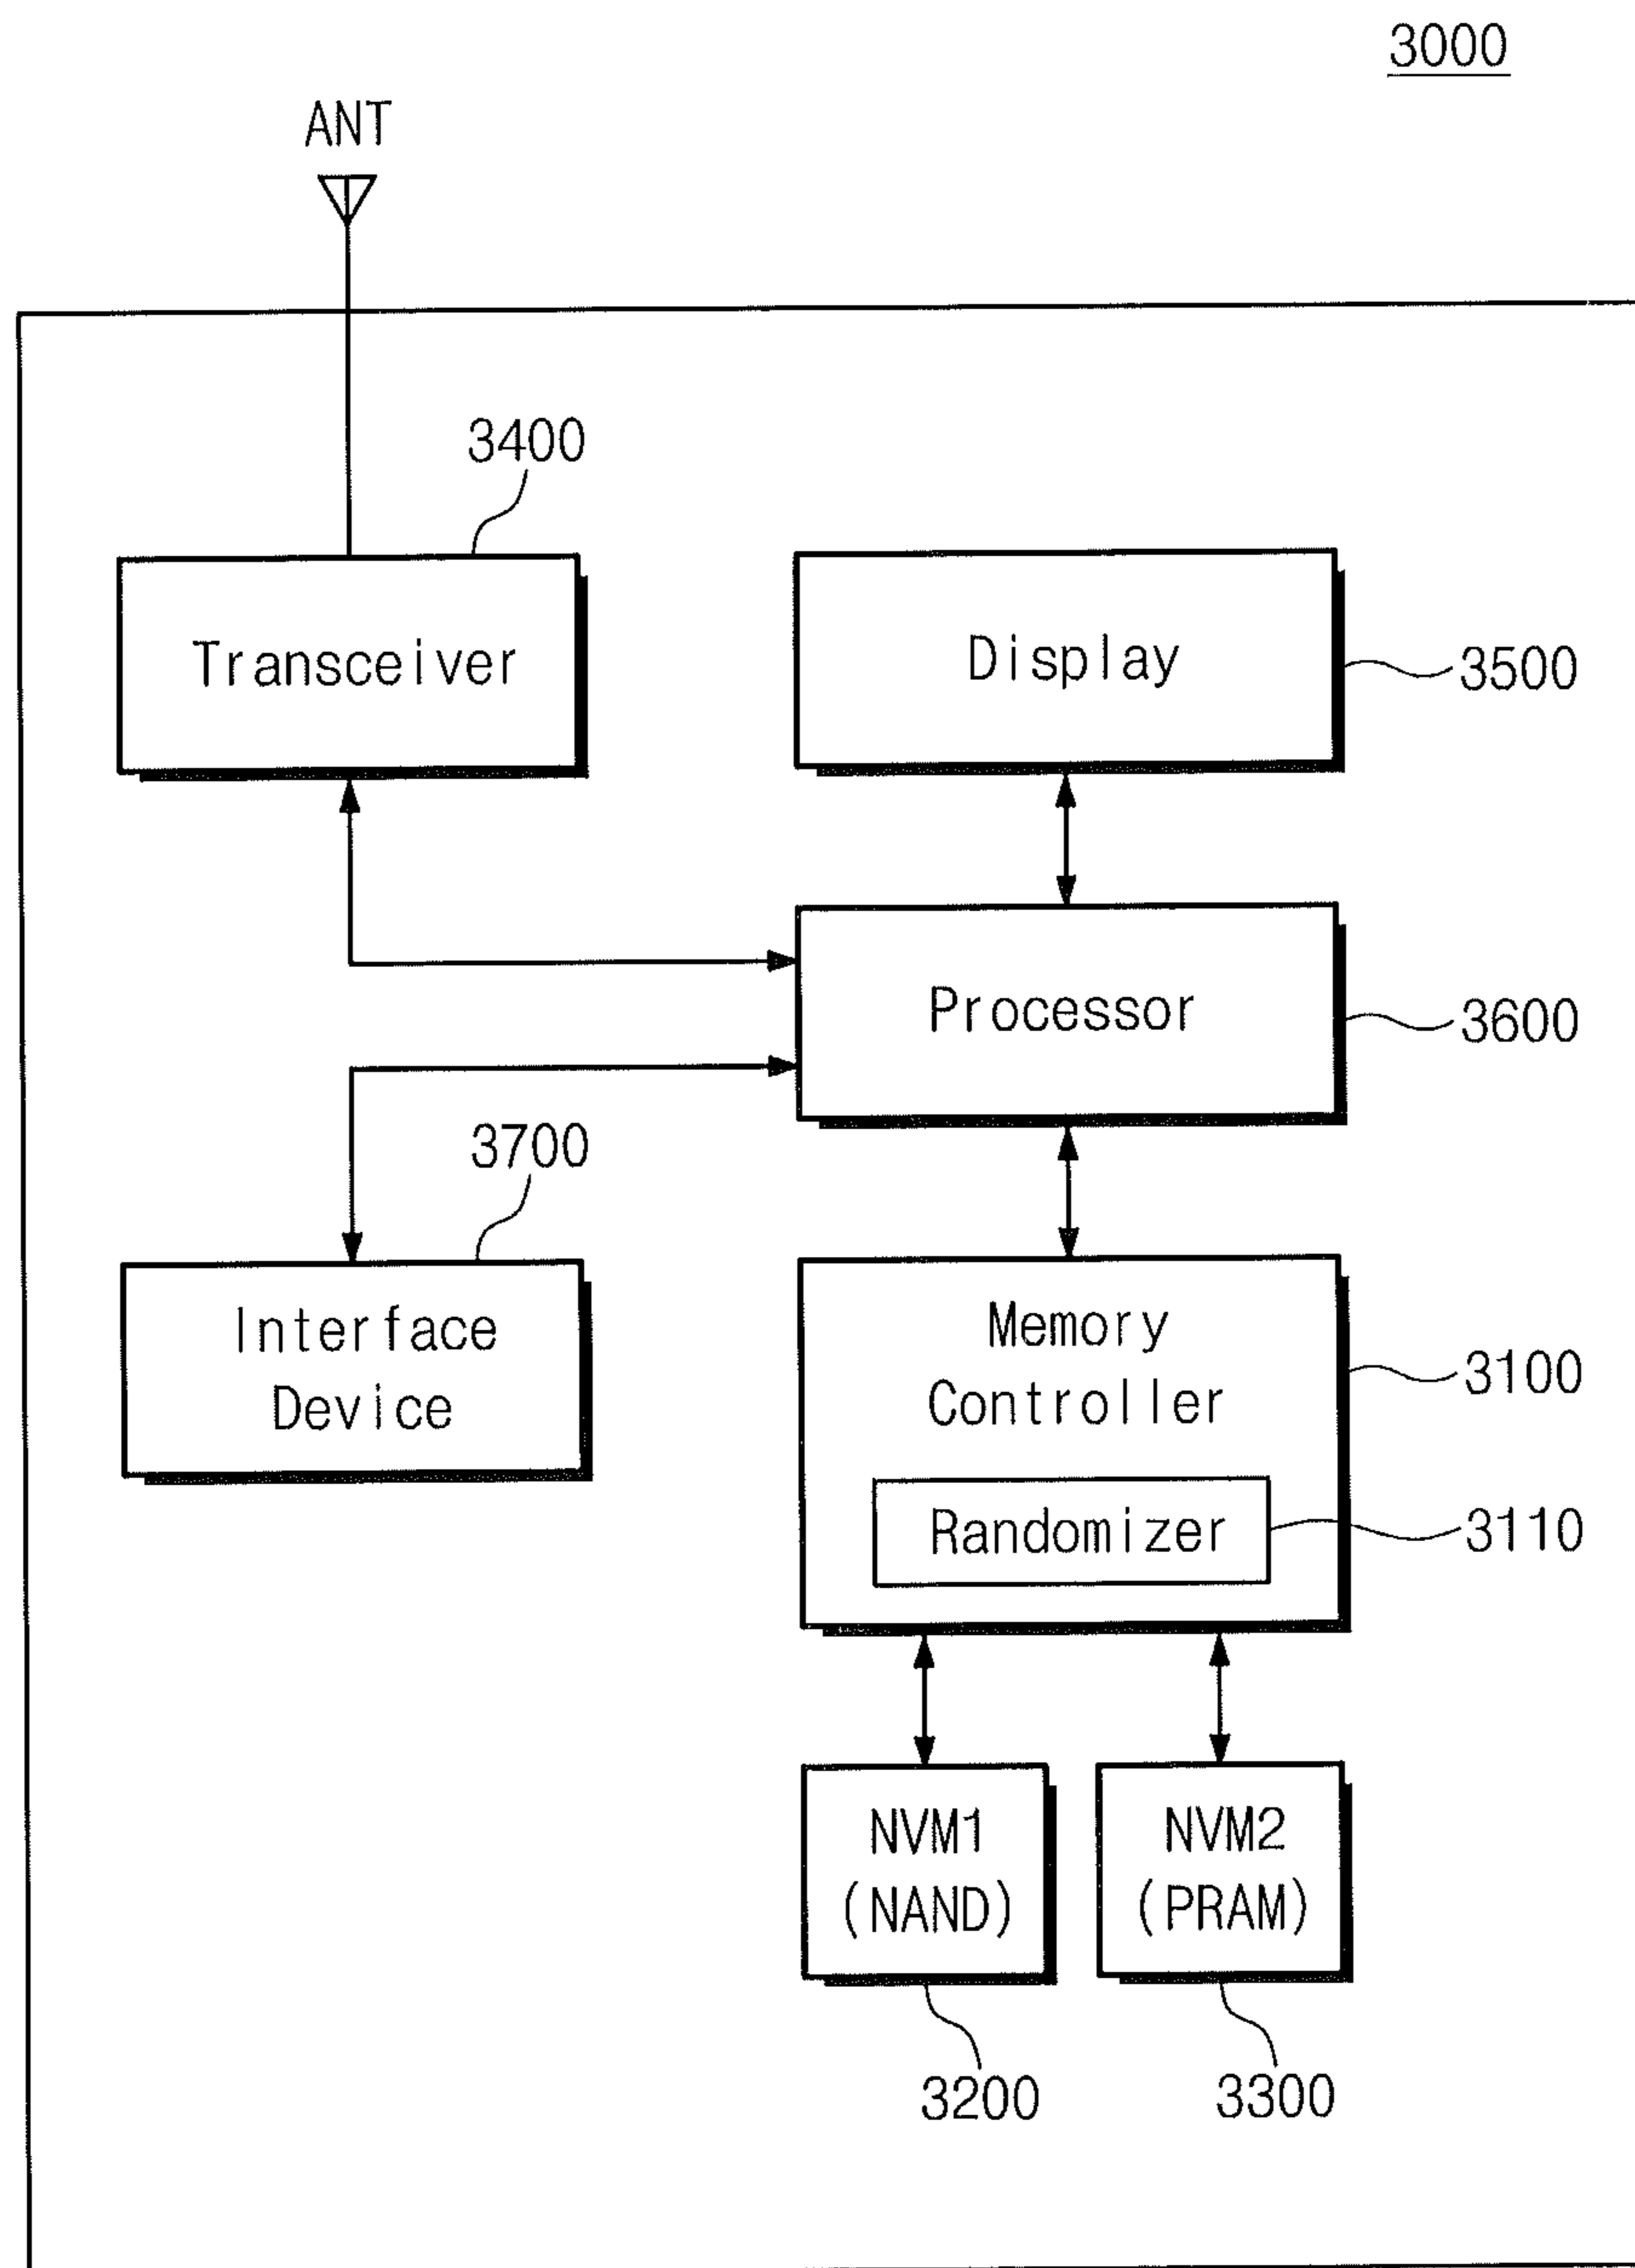 3000
ANT
3400
Transceiver
Display
3500
Processor
3600
3700
Interface
Device
Memory
Controller
3100
Randomizer
3110
NVM1
(NAND)
NVM2
(PRAM)
3200
3300